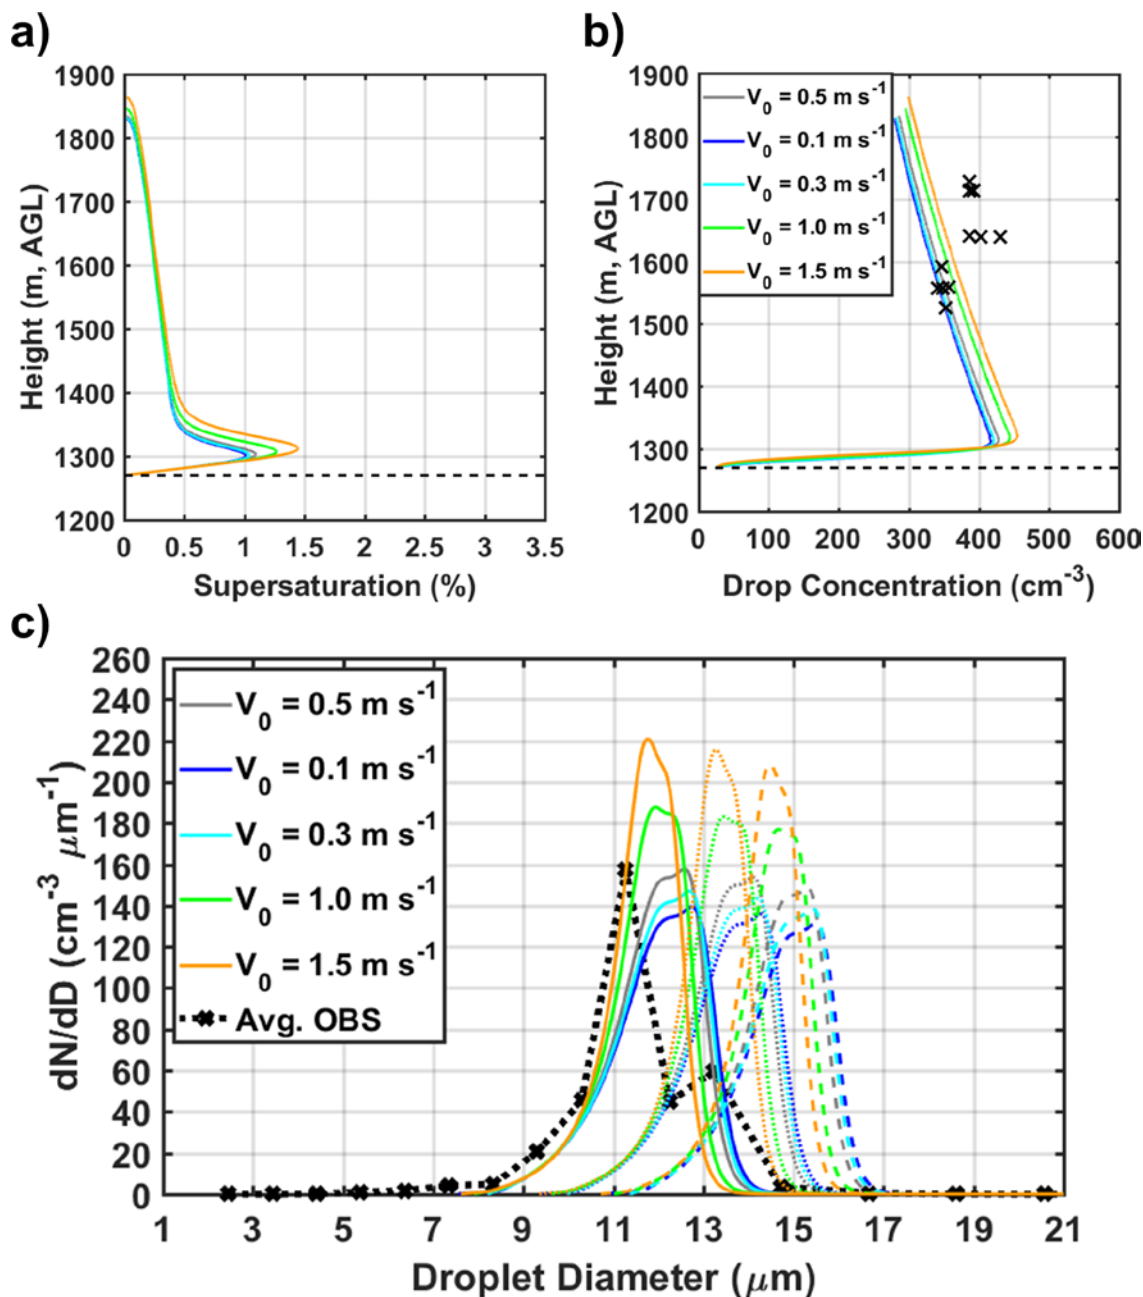 a)
1900
1800
1700
1600
1500
1400
1300
1200
Height (m, AGL)
0 0.5 1 1.5 2 2.5 3 3.5
Supersaturation (%)
b)
1900
1800
1700
1600
1500
1400
1300
1200
Height (m, AGL)
V₀ = 0.5 m s⁻¹
V₀ = 0.1 m s⁻¹
V₀ = 0.3 m s⁻¹
V₀ = 1.0 m s⁻¹
V₀ = 1.5 m s⁻¹
0 100 200 300 400 500 600
Drop Concentration (cm⁻³)
c)
260
240
220
200
180
160
140
120
100
80
60
40
20
0
dN/dD (cm⁻³ μm⁻¹)
V₀ = 0.5 m s⁻¹
V₀ = 0.1 m s⁻¹
V₀ = 0.3 m s⁻¹
V₀ = 1.0 m s⁻¹
V₀ = 1.5 m s⁻¹
Avg. OBS
1 3 5 7 9 11 13 15 17 19 21
Droplet Diameter (μm)